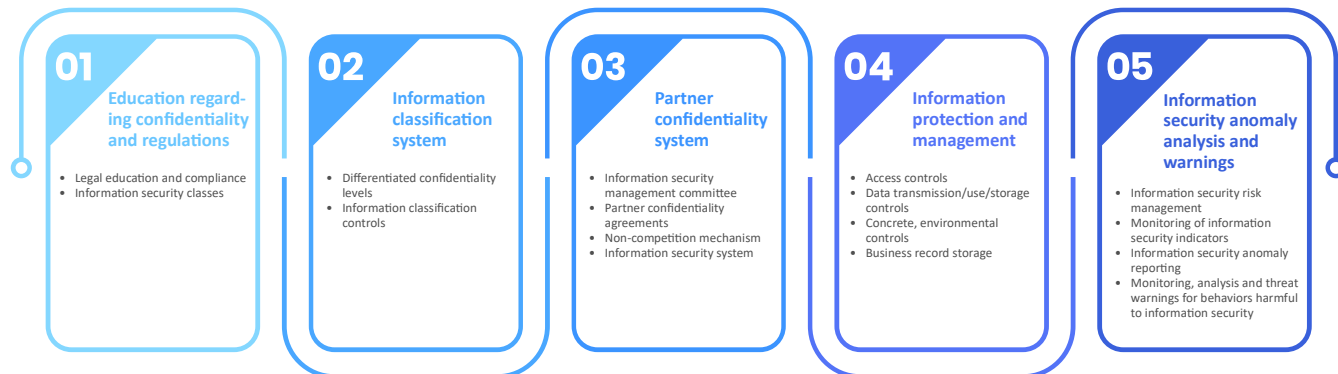 01
Education regard-
ing confidentiality
and regulations
• Legal education and compliance
• Information security classes
02
Information
classification
system
• Differentiated confidentiality
levels
• Information classification
controls
03
Partner
confidentiality
system
• Information security
management committee
• Partner confidentiality
agreements
• Non-competition mechanism
• Information security system
04
Information
protection and
management
• Access controls
• Data transmission/use/storage
controls
• Concrete, environmental
controls
• Business record storage
05
Information
security anomaly
analysis and
warnings
• Information security risk
management
• Monitoring of information
security indicators
• Information security anomaly
reporting
• Monitoring, analysis and threat
warnings for behaviors harmful
to information security